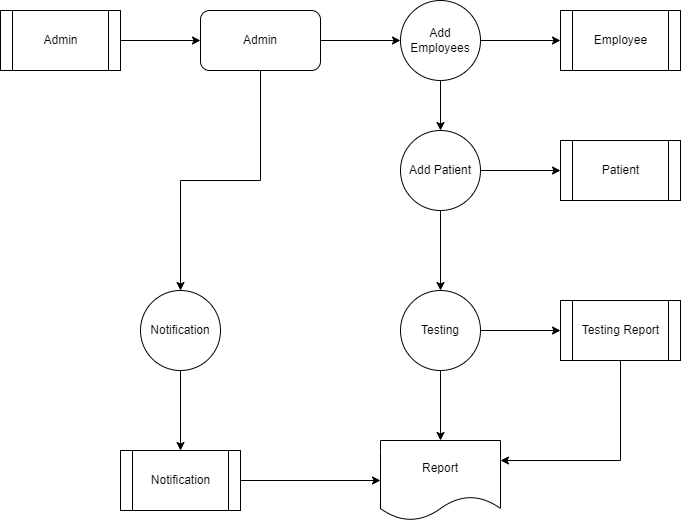 Admin
Admin
Add
Employees
Employee
Add Patient
Patient
Notification
Testing
Testing Report
Notification
Report